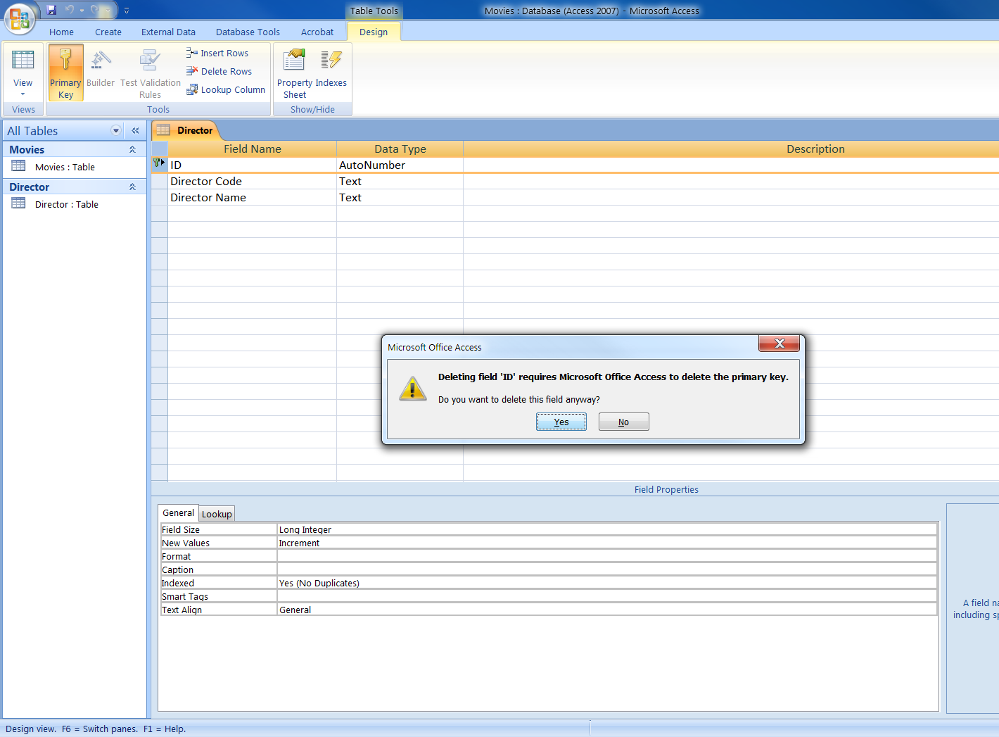 Table Tools
Movies : Database (Access 2007) - Microsoft Access
Home Create External Data Database Tools Acrobat Design
View
Primary Key
Builder
Test Validation Rules
Insert Rows
Delete Rows
Lookup Column
Property Sheet
Indexes
Views
Tools
Show/Hide
All Tables
Movies
Movies : Table
Director
Director : Table
Director
Field Name Data Type Description
ID AutoNumber
Director Code Text
Director Name Text
Microsoft Office Access
Deleting field 'ID' requires Microsoft Office Access to delete the primary key.
Do you want to delete this field anyway?
Yes No
Field Properties
General Lookup
Field Size Long Integer
New Values Increment
Format
Caption
Indexed Yes (No Duplicates)
Smart Tags
Text Align General
A field
including
Design view. F6 = Switch panes. F1 = Help.